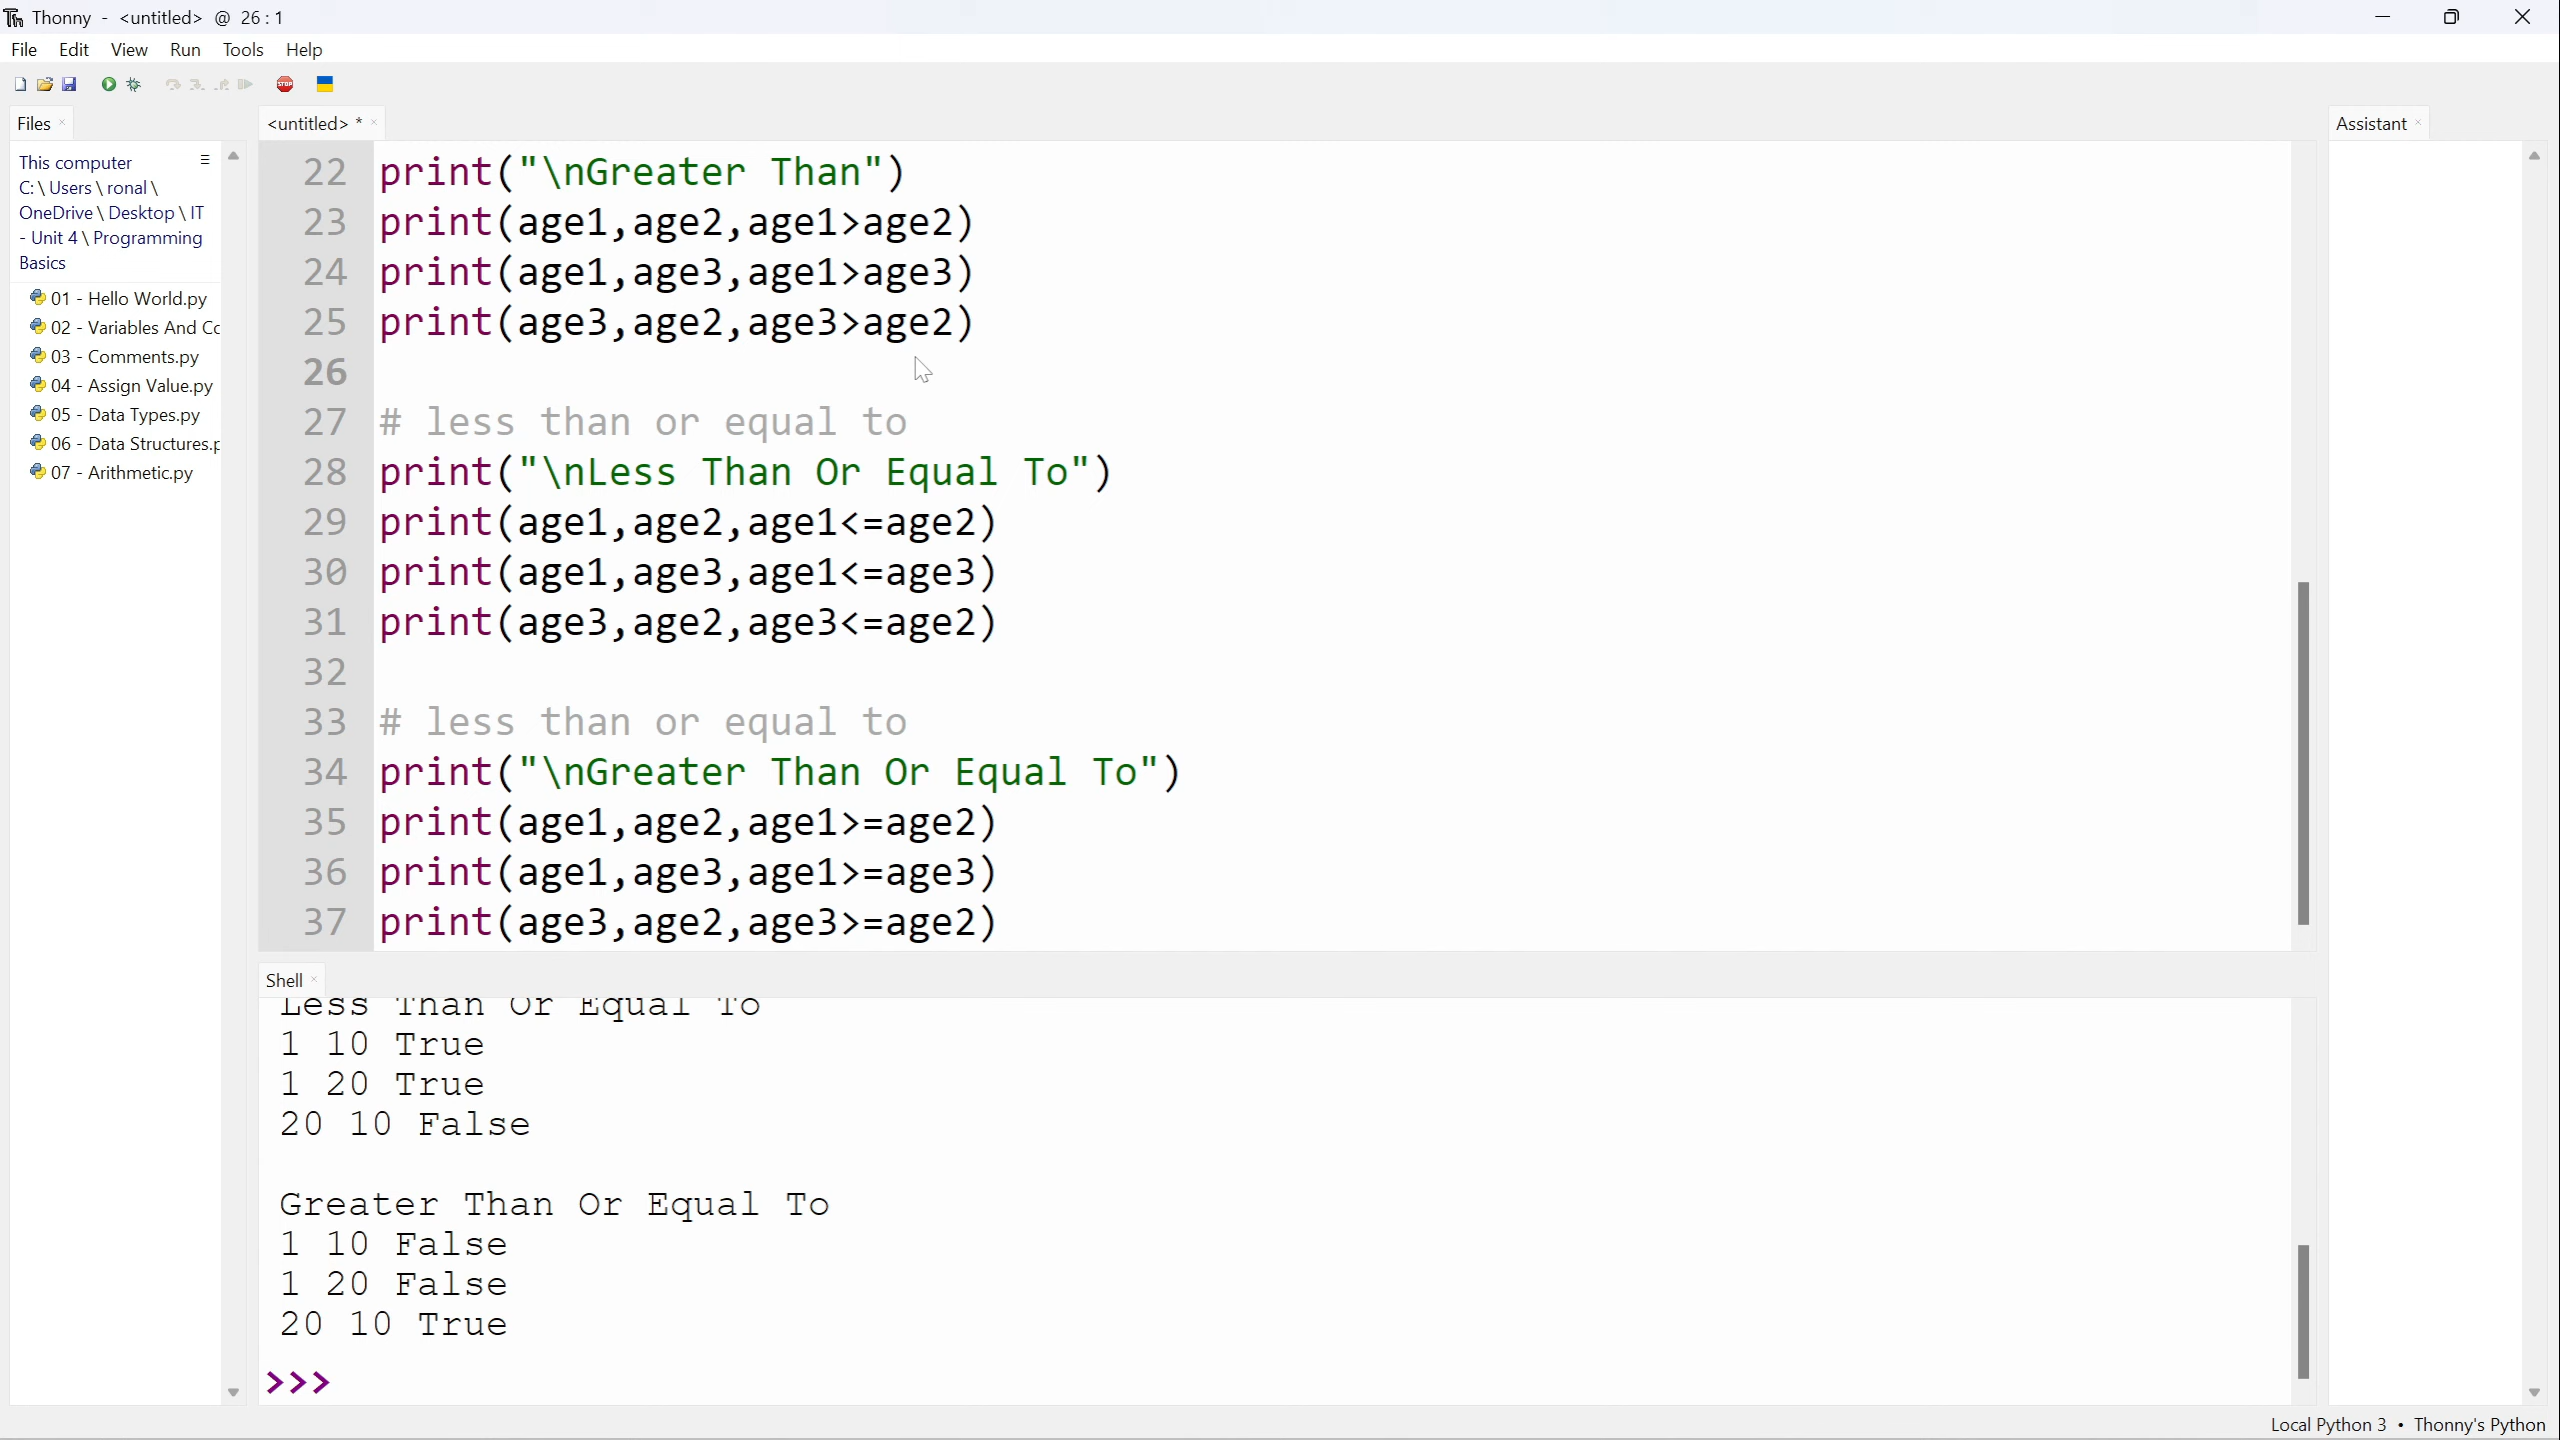 Thonny - <untitled> @ 26 : 1
File Edit View Run Tools Help
Files
<untitled> *
Assistant
This computer
C: \ Users \ ronal \
OneDrive \ Desktop \ IT
- Unit 4 \ Programming
Basics
01 - Hello World.py
02 - Variables And Co
03 - Comments.py
04 - Assign Value.py
05 - Data Types.py
06 - Data Structures.p
07 - Arithmetic.py
22 print("\nGreater Than")
23 print(age1,age2,age1>age2)
24 print(age1,age3,age1>age3)
25 print(age3,age2,age3>age2)
26
27 # less than or equal to
28 print("\nLess Than Or Equal To")
29 print(age1,age2,age1<=age2)
30 print(age1,age3,age1<=age3)
31 print(age3,age2,age3<=age2)
32
33 # less than or equal to
34 print("\nGreater Than Or Equal To")
35 print(age1,age2,age1>=age2)
36 print(age1,age3,age1>=age3)
37 print(age3,age2,age3>=age2)
Shell
Less Than Or Equal To
1 10 True
1 20 True
20 10 False
Greater Than Or Equal To
1 10 False
1 20 False
20 10 True
>>>
Local Python 3 • Thonny's Python